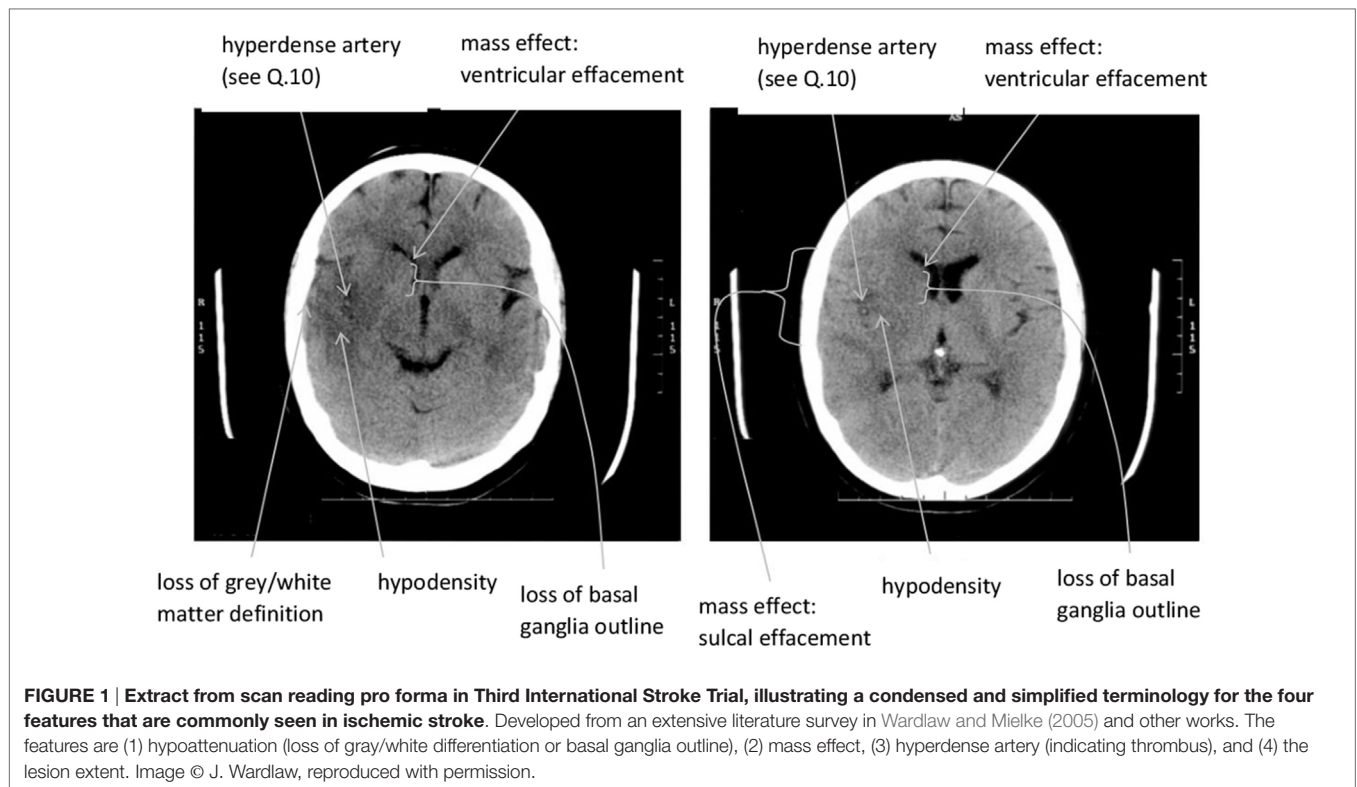 hyperdense artery
(see Q.10)
mass effect:
ventricular effacement
hyperdense artery
(see Q.10)
mass effect:
ventricular effacement
R
115
L
115
AS
R
115
L
115
loss of grey/white
matter definition
hypodensity
loss of basal
ganglia outline
mass effect:
sulcal effacement
hypodensity
loss of basal
ganglia outline
FIGURE 1 | Extract from scan reading pro forma in Third International Stroke Trial, illustrating a condensed and simplified terminology for the four
features that are commonly seen in ischemic stroke. Developed from an extensive literature survey in Wardlaw and Mielke (2005) and other works. The
features are (1) hypoattenuation (loss of gray/white differentiation or basal ganglia outline), (2) mass effect, (3) hyperdense artery (indicating thrombus), and (4) the
lesion extent. Image © J. Wardlaw, reproduced with permission.